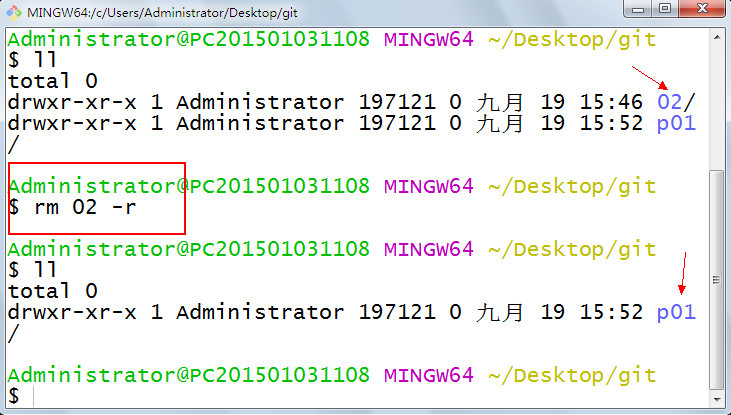 MINGW64:/c/Users/Administrator/Desktop/git
Administrator@PC201501031108 MINGW64 ~/Desktop/git
$ ll
total 0
drwxr-xr-x 1 Administrator 197121 0 九月 19 15:46 02/
drwxr-xr-x 1 Administrator 197121 0 九月 19 15:52 p01
/
Administrator@PC201501031108 MINGW64 ~/Desktop/git
$ rm 02 -r
Administrator@PC201501031108 MINGW64 ~/Desktop/git
$ ll
total 0
drwxr-xr-x 1 Administrator 197121 0 九月 19 15:52 p01
/
Administrator@PC201501031108 MINGW64 ~/Desktop/git
$